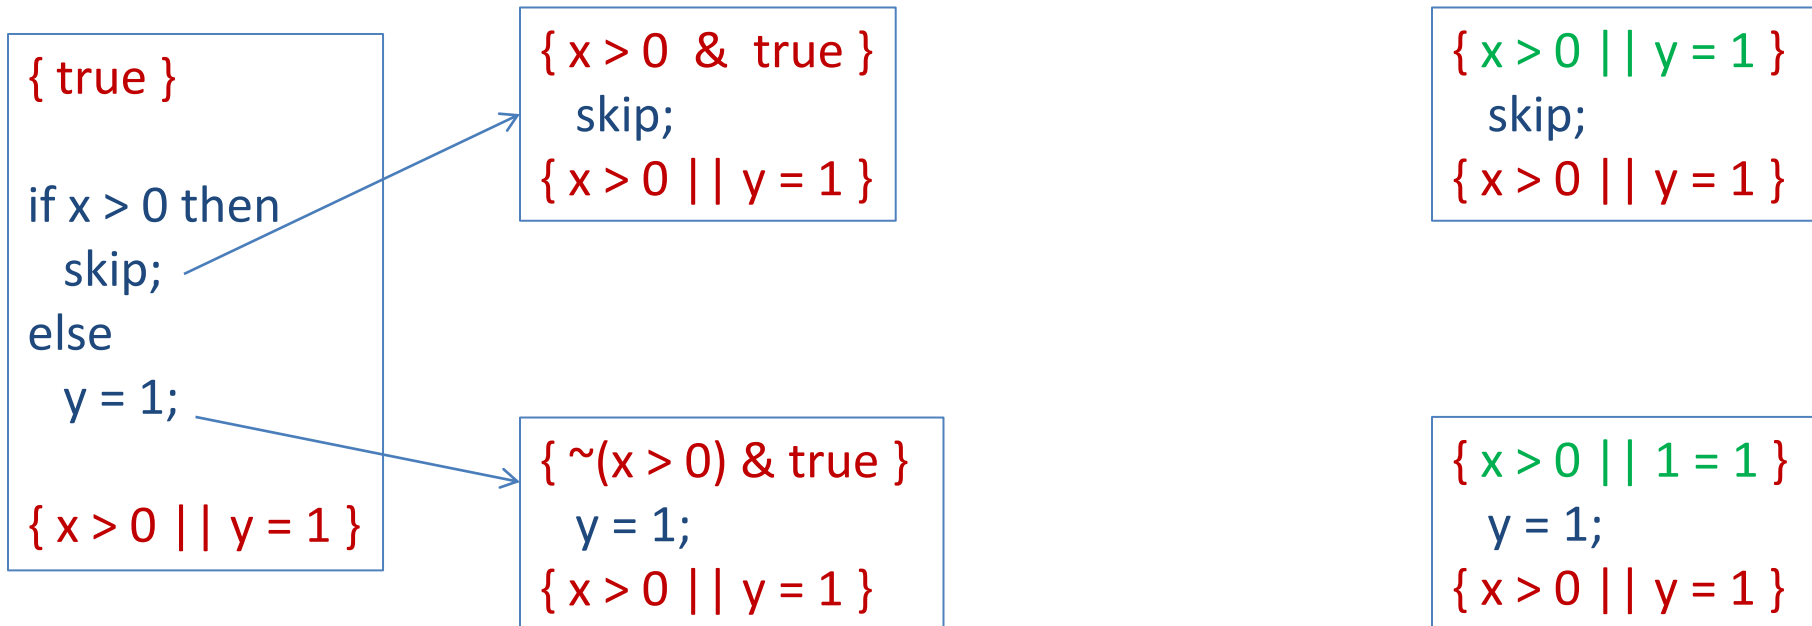 { true }
if x > 0 then
skip;
else
y = 1;
{ x > 0 || y = 1 }
{ x > 0 & true }
skip;
{ x > 0 || y = 1 }
{ ~(x > 0) & true }
y = 1;
{ x > 0 || y = 1 }
{ x > 0 || y = 1 }
skip;
{ x > 0 || y = 1 }
{ x > 0 || 1 = 1 }
y = 1;
{ x > 0 || y = 1 }